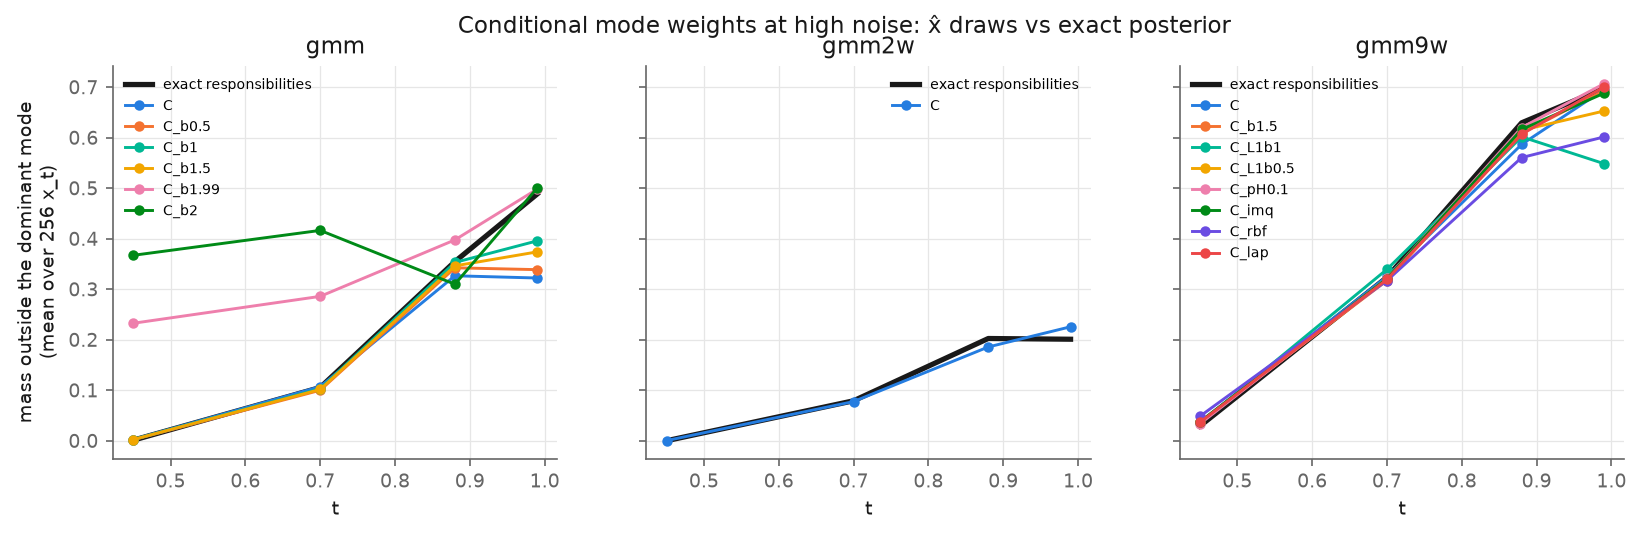 Conditional mode weights at high noise: x̂ draws vs exact posterior
gmm
gmm2w
gmm9w
mass outside the dominant mode
(mean over 256 x_t)
0.7
0.6
0.5
0.4
0.3
0.2
0.1
0.0
exact responsibilities
C
C_b0.5
C_b1
C_b1.5
C_b1.99
C_b2
0.5
0.6
0.7
0.8
0.9
1.0
t
exact responsibilities
C
0.5
0.6
0.7
0.8
0.9
1.0
t
exact responsibilities
C
C_b1.5
C_L1b1
C_L1b0.5
C_pH0.1
C_imq
C_rbf
C_lap
0.5
0.6
0.7
0.8
0.9
1.0
t